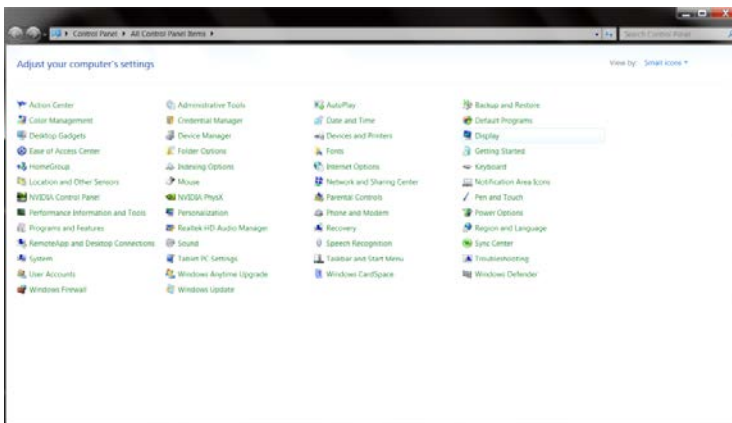 Control Panel ▸ All Control Panel Items ▸
Search Control Panel
Adjust your computer's settings
View by: Small icons
Action Center
Administrative Tools
AutoPlay
Backup and Restore
Color Management
Credential Manager
Date and Time
Default Programs
Desktop Gadgets
Device Manager
Devices and Printers
Display
Ease of Access Center
Folder Options
Fonts
Getting Started
HomeGroup
Indexing Options
Internet Options
Keyboard
Location and Other Sensors
Mouse
Network and Sharing Center
Notification Area Icons
NVIDIA Control Panel
NVIDIA PhysX
Parental Controls
Pen and Touch
Performance Information and Tools
Personalization
Phone and Modem
Power Options
Programs and Features
Realtek HD Audio Manager
Recovery
Region and Language
RemoteApp and Desktop Connections
Sound
Speech Recognition
Sync Center
System
Tablet PC Settings
Taskbar and Start Menu
Troubleshooting
User Accounts
Windows Anytime Upgrade
Windows CardSpace
Windows Defender
Windows Firewall
Windows Update